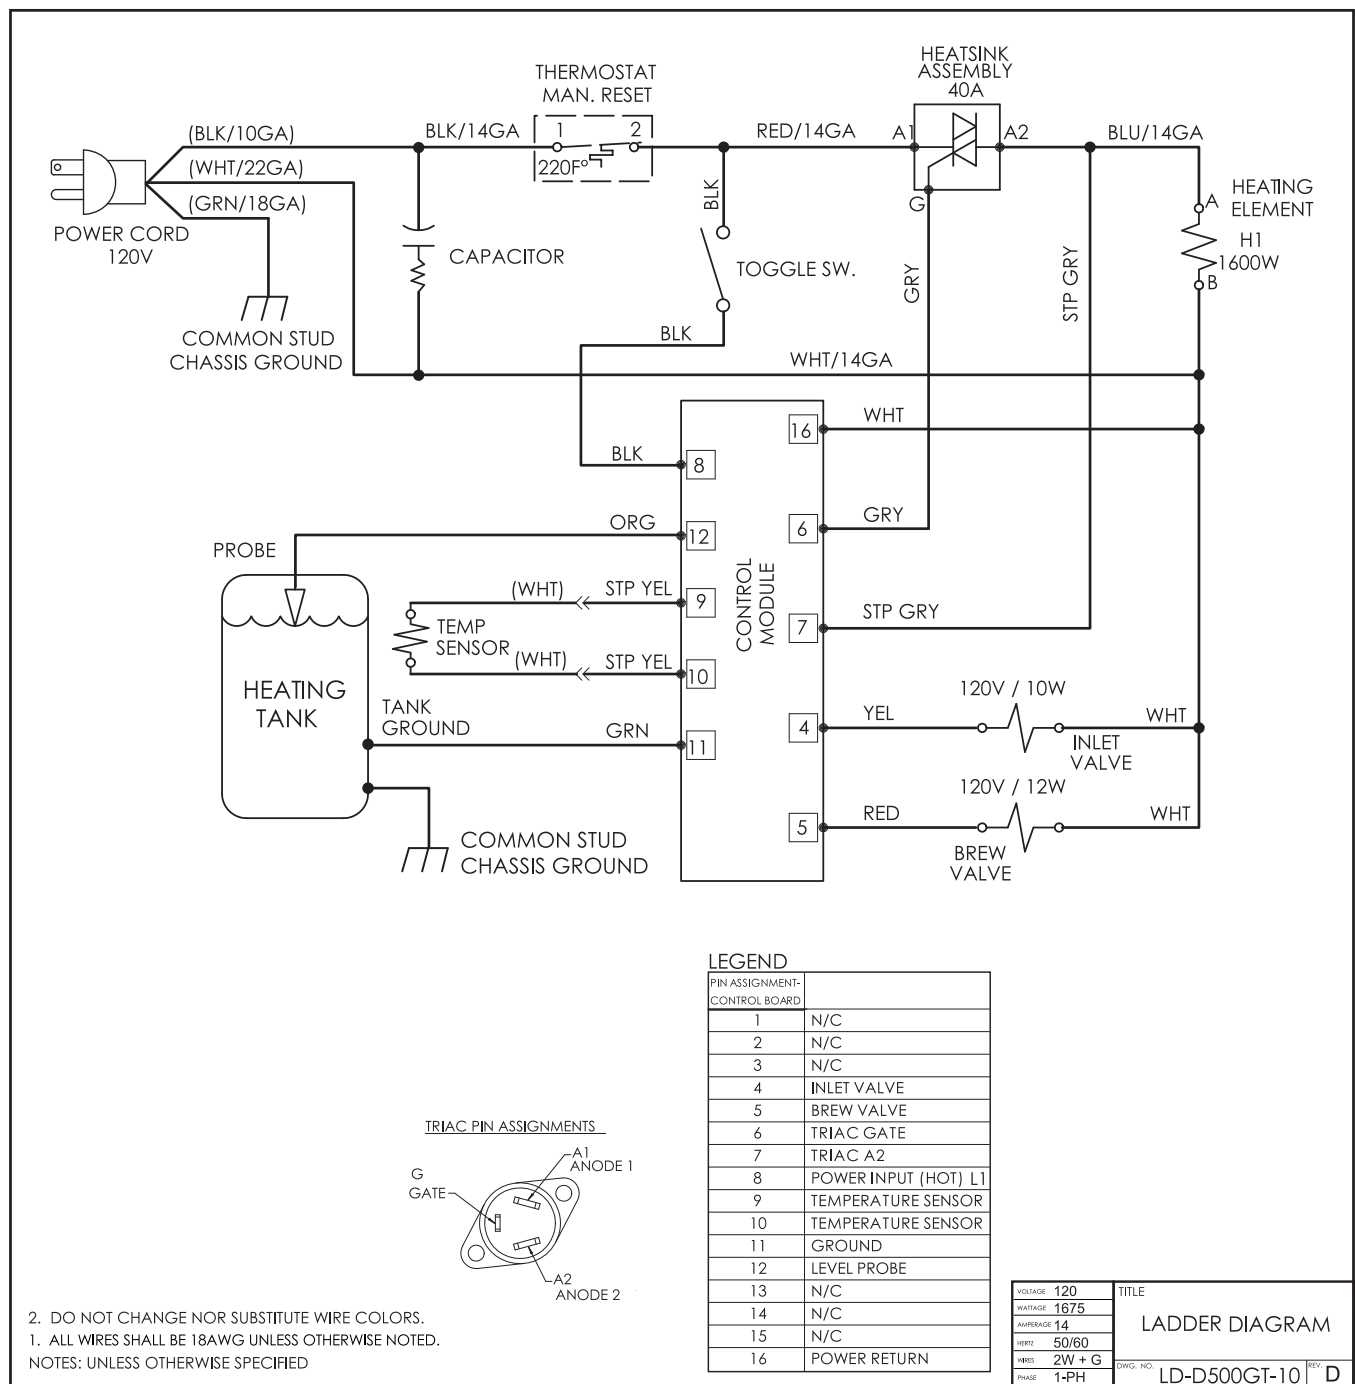 HEATSINK
ASSEMBLY
40A
THERMOSTAT
MAN. RESET
(BLK/10GA)
BLK/14GA
1
2
RED/14GA
A1
A2
BLU/14GA
220F°
(WHT/22GA)
(GRN/18GA)
BLK
G
A
HEATING
ELEMENT
POWER CORD
120V
CAPACITOR
TOGGLE SW.
GRY
STP GRY
H1
1600W
B
COMMON STUD
CHASSIS GROUND
BLK
WHT/14GA
WHT
16
BLK
8
ORG
12
GRY
6
PROBE
(WHT)
STP YEL
9
CONTROL
MODULE
STP GRY
7
TEMP
SENSOR
(WHT)
STP YEL
10
HEATING
TANK
TANK
GROUND
GRN
11
120V / 10W
YEL
4
WHT
INLET
VALVE
120V / 12W
RED
5
WHT
BREW
VALVE
COMMON STUD
CHASSIS GROUND
LEGEND
PIN ASSIGNMENT-
CONTROL BOARD
1 N/C
2 N/C
3 N/C
4 INLET VALVE
5 BREW VALVE
6 TRIAC GATE
7 TRIAC A2
8 POWER INPUT (HOT) L1
9 TEMPERATURE SENSOR
10 TEMPERATURE SENSOR
11 GROUND
12 LEVEL PROBE
13 N/C
14 N/C
15 N/C
16 POWER RETURN
TRIAC PIN ASSIGNMENTS
A1
ANODE 1
G
GATE
A2
ANODE 2
2. DO NOT CHANGE NOR SUBSTITUTE WIRE COLORS.
1. ALL WIRES SHALL BE 18AWG UNLESS OTHERWISE NOTED.
NOTES: UNLESS OTHERWISE SPECIFIED
VOLTAGE 120
WATTAGE 1675
AMPERAGE 14
HERTZ 50/60
WIRES 2W + G
PHASE 1-PH
TITLE
LADDER DIAGRAM
DWG. NO. LD-D500GT-10
REV. D